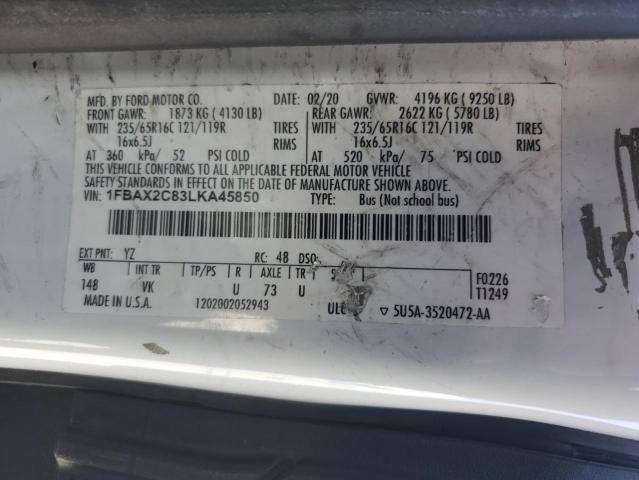 MFD. BY FORD MOTOR CO. DATE: 02/20 GVWR: 4196 KG ( 9250 LB)
FRONT GAWR: 1873 KG ( 4130 LB) REAR GAWR: 2622 KG ( 5780 LB)
WITH 235/65R16C 121/119R TIRES WITH 235/65R16C 121/119R TIRES
16x6.5J RIMS 16x6.5J RIMS
AT 360 kPa/ 52 PSI COLD AT 520 kPa/ 75 PSI COLD
THIS VEHICLE CONFORMS TO ALL APPLICABLE FEDERAL MOTOR VEHICLE
SAFETY STANDARDS IN EFFECT ON THE DATE OF MANUFACTURE SHOWN ABOVE.
VIN: 1FBAX2C83LKA45850 TYPE: Bus (Not school bus)
EXT PNT: YZ RC: 48 DSO:
WB INT TR TP/PS R AXLE TR S F0226
148 VK U 73 U T1249
MADE IN U.S.A. 1202002052943 ULC ▽ 5U5A-3520472-AA